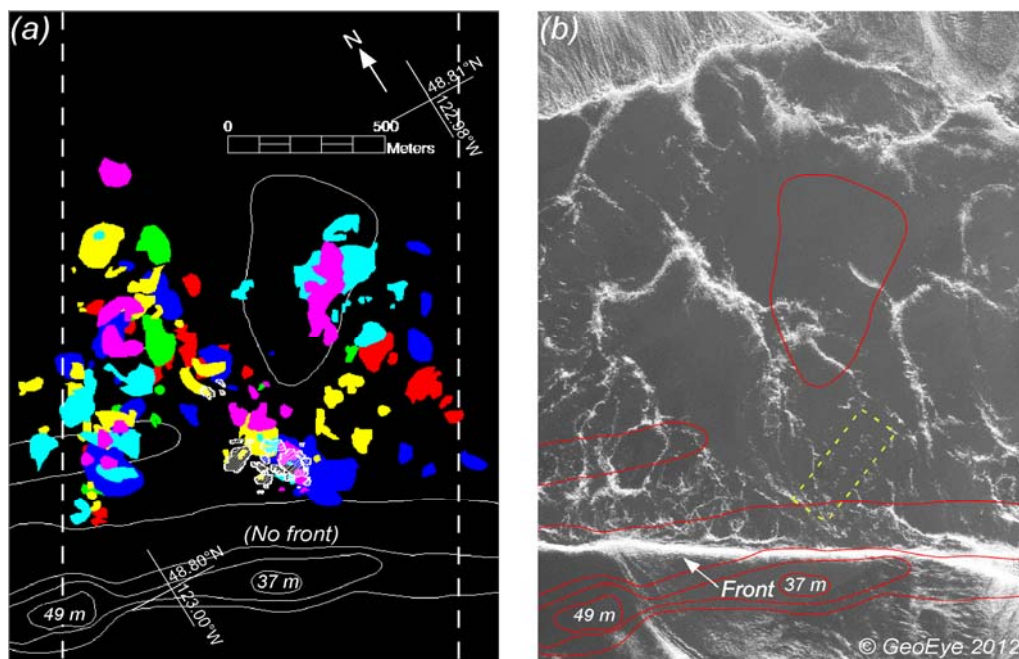 (a)
N
48.81°N
122.98°W
0
500
Meters
(No front)
48.80°N
123.00°W
37 m
49 m
(b)
Front
37 m
49 m
© GeoEye 2012